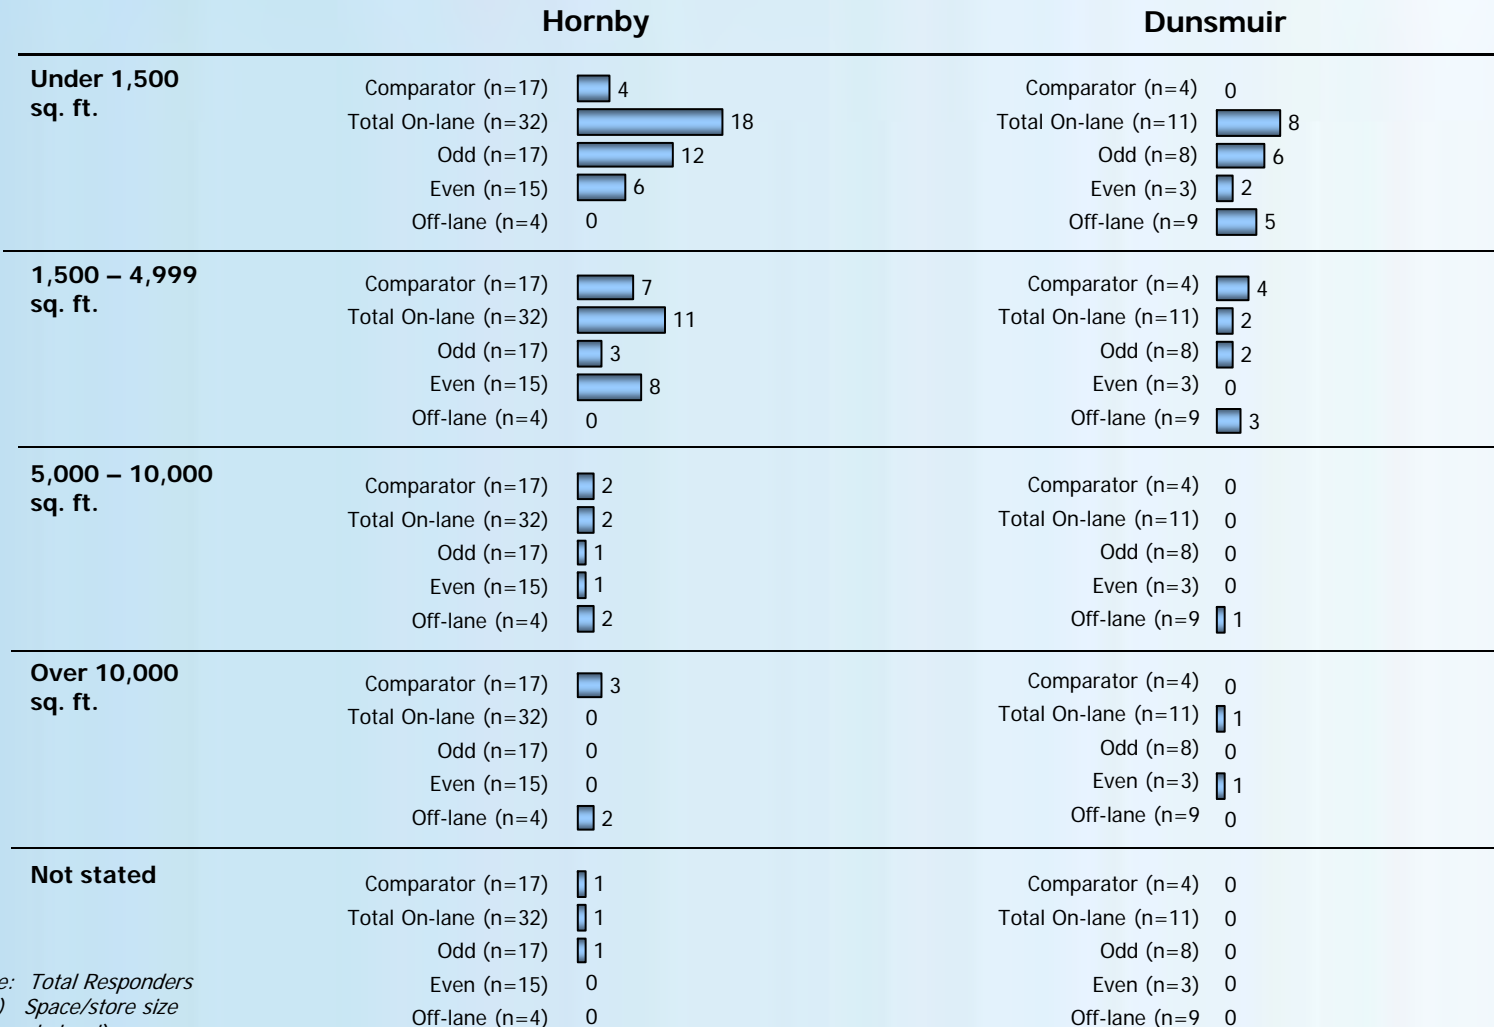 Hornby Dunsmuir
Under 1,500
sq. ft.
Comparator (n=17) 4 Comparator (n=4) 0
Total On-lane (n=32) 18 Total On-lane (n=11) 8
Odd (n=17) 12 Odd (n=8) 6
Even (n=15) 6 Even (n=3) 2
Off-lane (n=4) 0 Off-lane (n=9 5
1,500 – 4,999
sq. ft.
Comparator (n=17) 7 Comparator (n=4) 4
Total On-lane (n=32) 11 Total On-lane (n=11) 2
Odd (n=17) 3 Odd (n=8) 2
Even (n=15) 8 Even (n=3) 0
Off-lane (n=4) 0 Off-lane (n=9 3
5,000 – 10,000
sq. ft.
Comparator (n=17) 2 Comparator (n=4) 0
Total On-lane (n=32) 2 Total On-lane (n=11) 0
Odd (n=17) 1 Odd (n=8) 0
Even (n=15) 1 Even (n=3) 0
Off-lane (n=4) 2 Off-lane (n=9 1
Over 10,000
sq. ft.
Comparator (n=17) 3 Comparator (n=4) 0
Total On-lane (n=32) 0 Total On-lane (n=11) 1
Odd (n=17) 0 Odd (n=8) 0
Even (n=15) 0 Even (n=3) 1
Off-lane (n=4) 2 Off-lane (n=9 0
Not stated
Comparator (n=17) 1 Comparator (n=4) 0
Total On-lane (n=32) 1 Total On-lane (n=11) 0
Odd (n=17) 1 Odd (n=8) 0
Even (n=15) 0 Even (n=3) 0
Off-lane (n=4) 0 Off-lane (n=9 0
e: Total Responders
) Space/store size